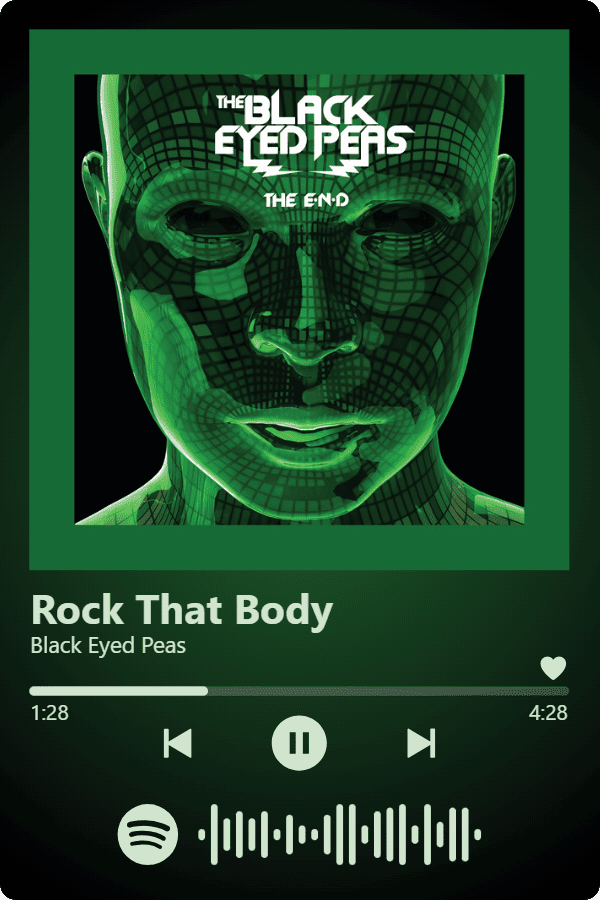 THE BLACK
EYED PEAS
THE E·N·D
Rock That Body
Black Eyed Peas
1:28
4:28